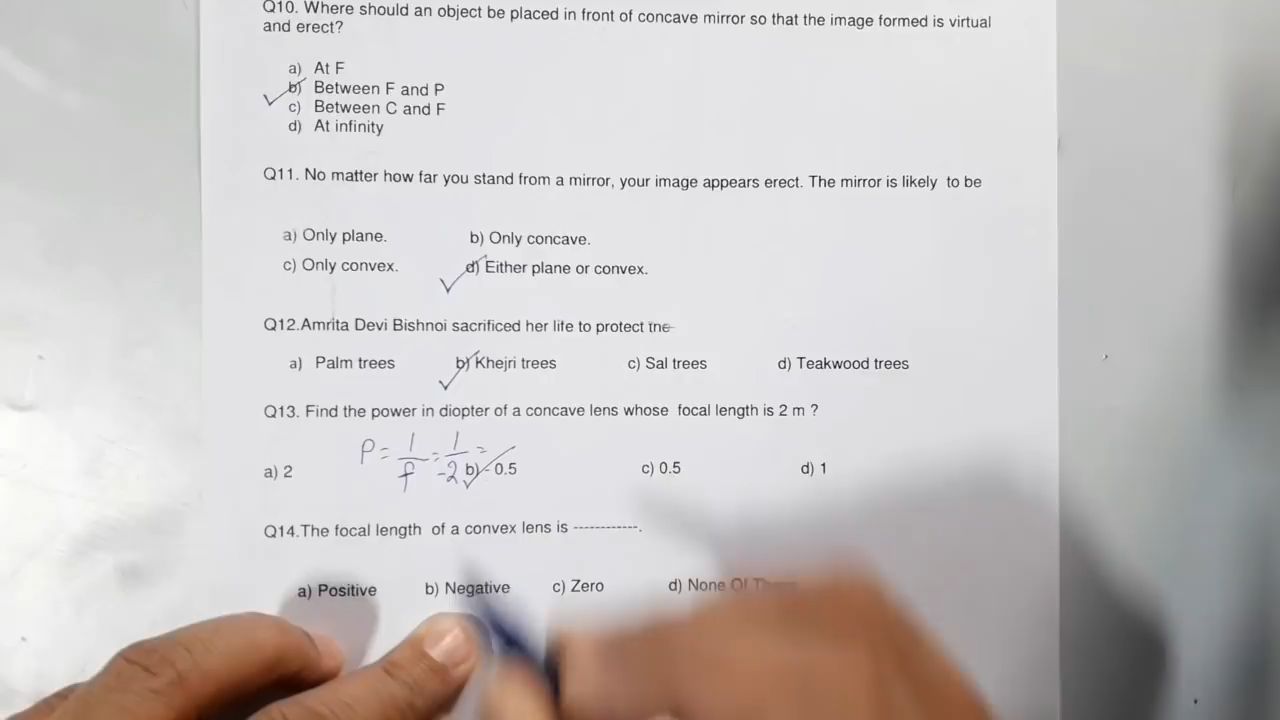 Q10. Where should an object be placed in front of concave mirror so that the image formed is virtual
and erect?
a) At F
b) Between F and P
c) Between C and F
d) At infinity
Q11. No matter how far you stand from a mirror, your image appears erect. The mirror is likely to be
a) Only plane. b) Only concave.
c) Only convex. d) Either plane or convex.
Q12.Amrita Devi Bishnoi sacrificed her life to protect the-
a) Palm trees b) Khejri trees c) Sal trees d) Teakwood trees
Q13. Find the power in diopter of a concave lens whose focal length is 2 m ?
P = 1/f = 1/-2 =
a) 2 b) -0.5 c) 0.5 d) 1
Q14.The focal length of a convex lens is ------------.
a) Positive b) Negative c) Zero d) None Of